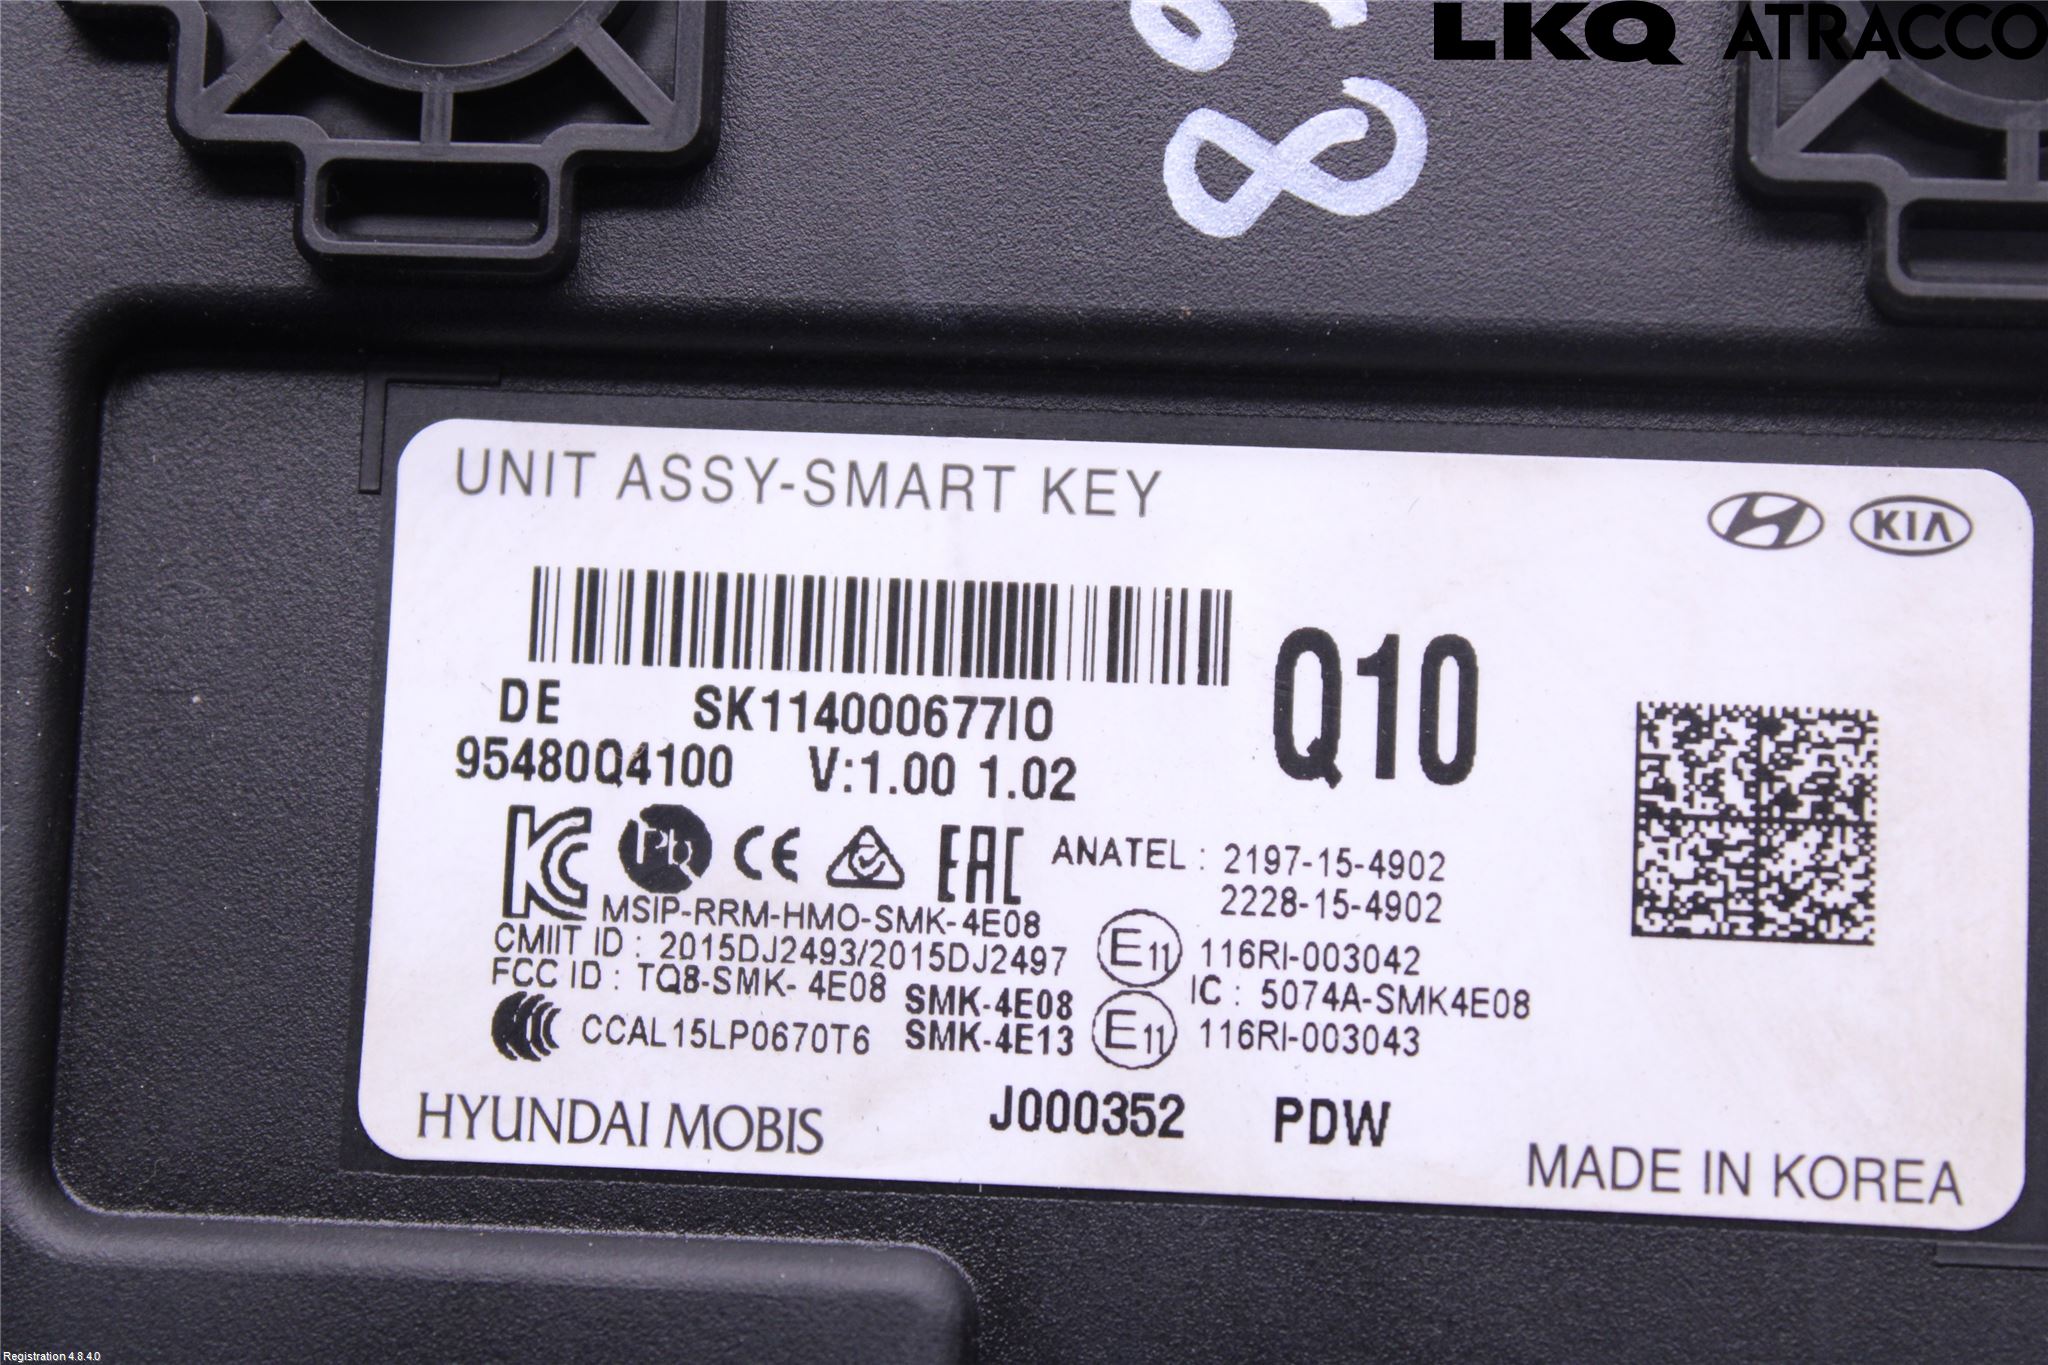 LKQ ATRACCO
8
UNIT ASSY-SMART KEY
KIA
DE SK114000677IO
Q10
95480Q4100 V:1.00 1.02
KC Pb CE EAC ANATEL : 2197-15-4902
2228-15-4902
MSIP-RRM-HMO-SMK-4E08
CMIIT ID : 2015DJ2493/2015DJ2497 E11 116RI-003042
FCC ID : TQ8-SMK- 4E08 SMK-4E08 IC : 5074A-SMK4E08
CCAL15LP0670T6 SMK-4E13 E11 116RI-003043
HYUNDAI MOBIS J000352 PDW
MADE IN KOREA
Registration 4.8.4.0